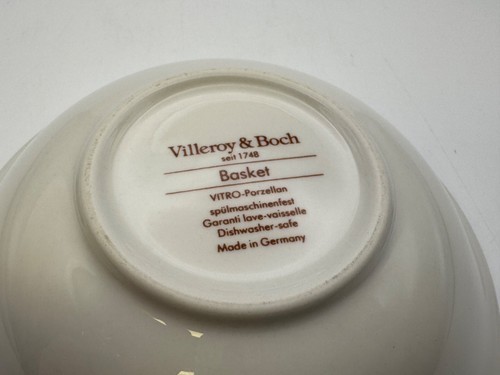 Villeroy & Boch
seit 1748
Basket
VITRO-Porzellan
spülmaschinenfest
Garanti lave-vaisselle
Dishwasher-safe
Made in Germany